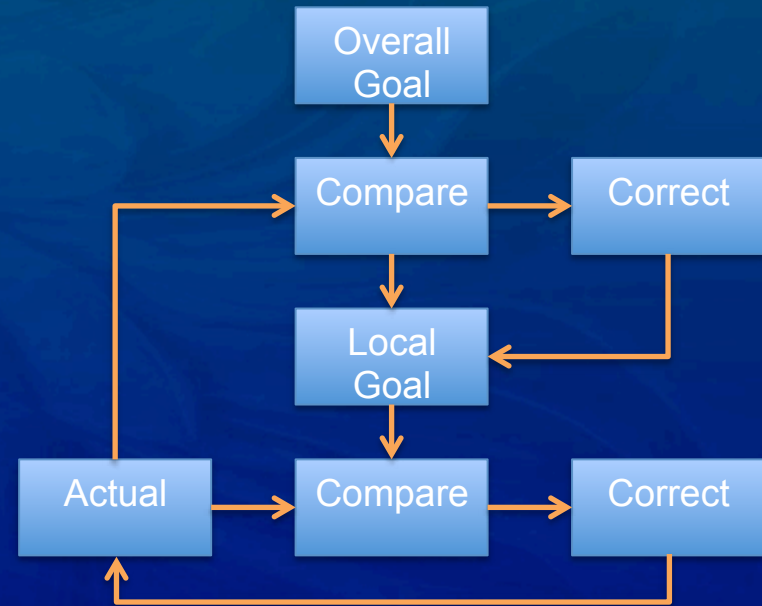 Overall
Goal
Compare
Correct
Local
Goal
Actual
Compare
Correct